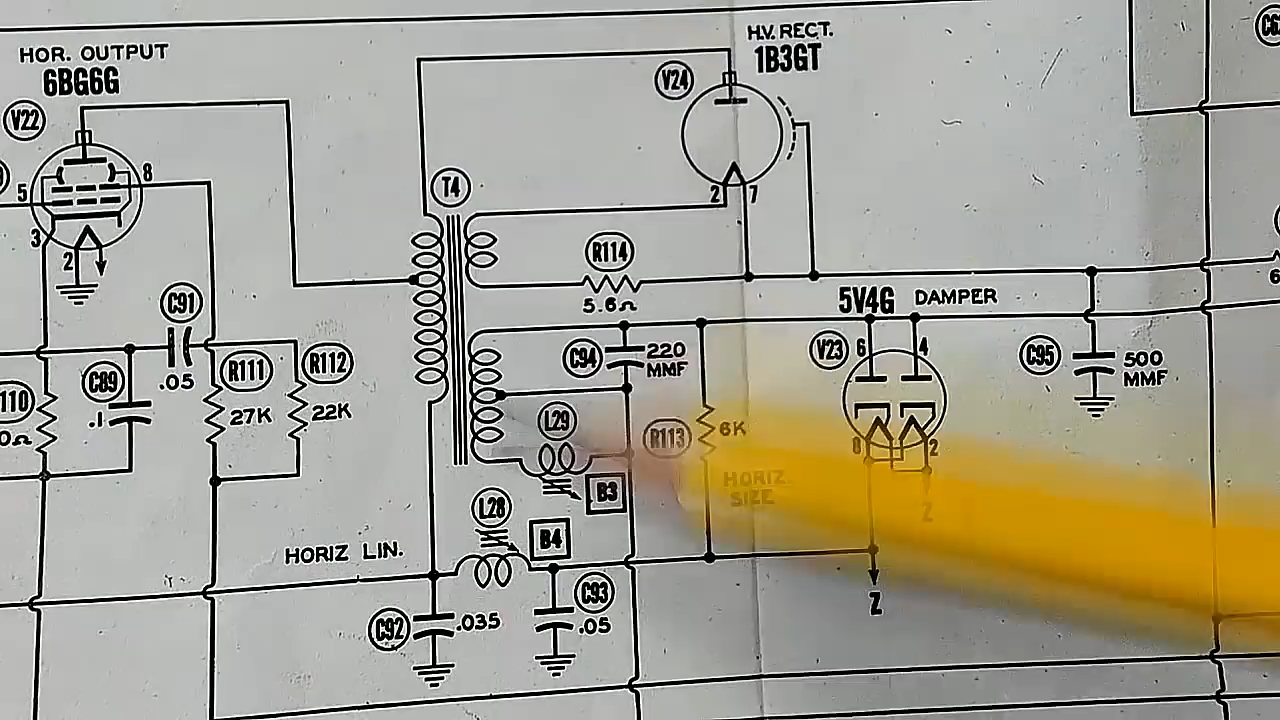 HOR. OUTPUT
6BG6G
V22
5
8
3
2
H.V. RECT.
1B3GT
V24
2
7
T4
R114
5.6Ω
C91
.05
C89
.1
R111
27K
R112
22K
110
0Ω
5V4G DAMPER
V23
6
4
8
2
C94
220
MMF
C95
500
MMF
L29
R113
6K
B3
HORIZ.
SIZE
Z
L28
B4
HORIZ LIN.
C92
.035
C93
.05
Z